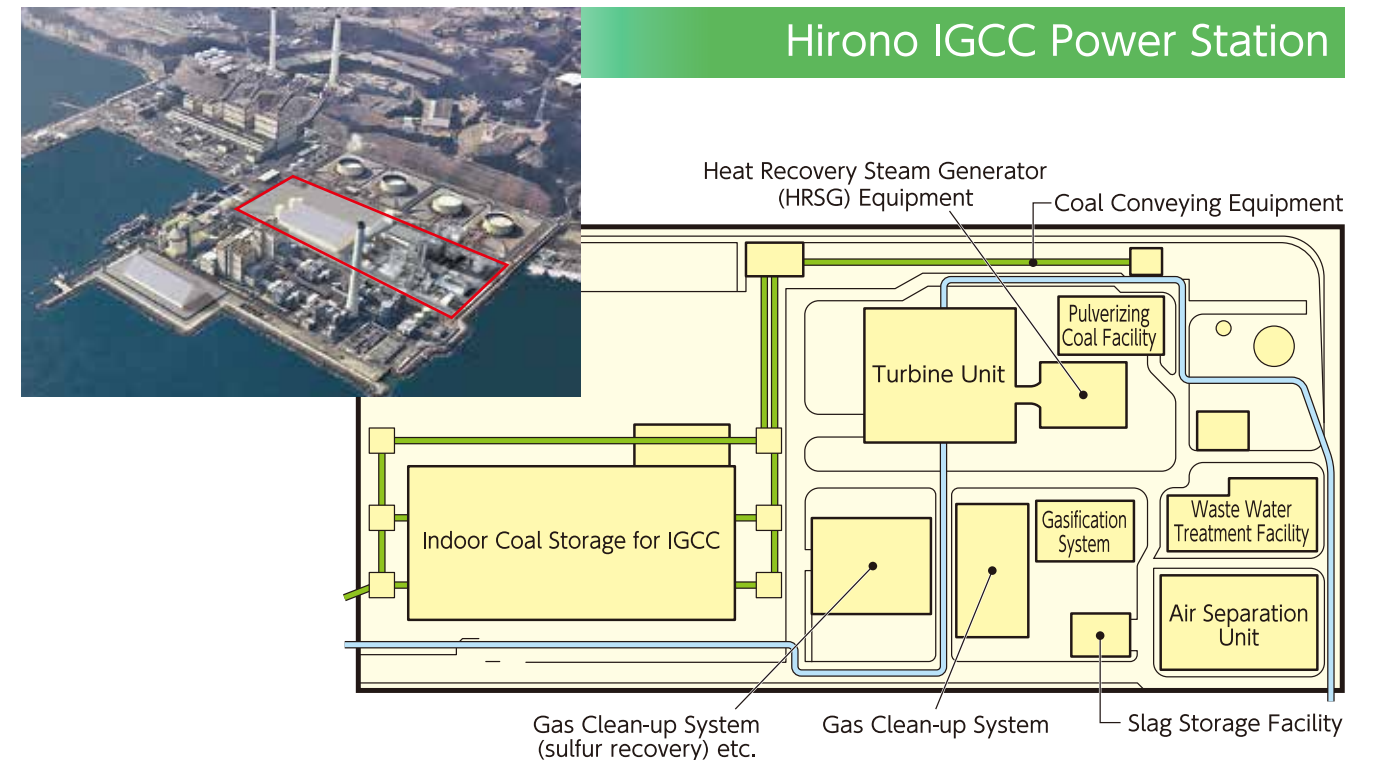 Hirono IGCC Power Station
Heat Recovery Steam Generator
(HRSG) Equipment
Coal Conveying Equipment
Pulverizing
Coal Facility
Turbine Unit
Indoor Coal Storage for IGCC
Gasification
System
Waste Water
Treatment Facility
Air Separation
Unit
Gas Clean-up System
(sulfur recovery) etc.
Gas Clean-up System
Slag Storage Facility